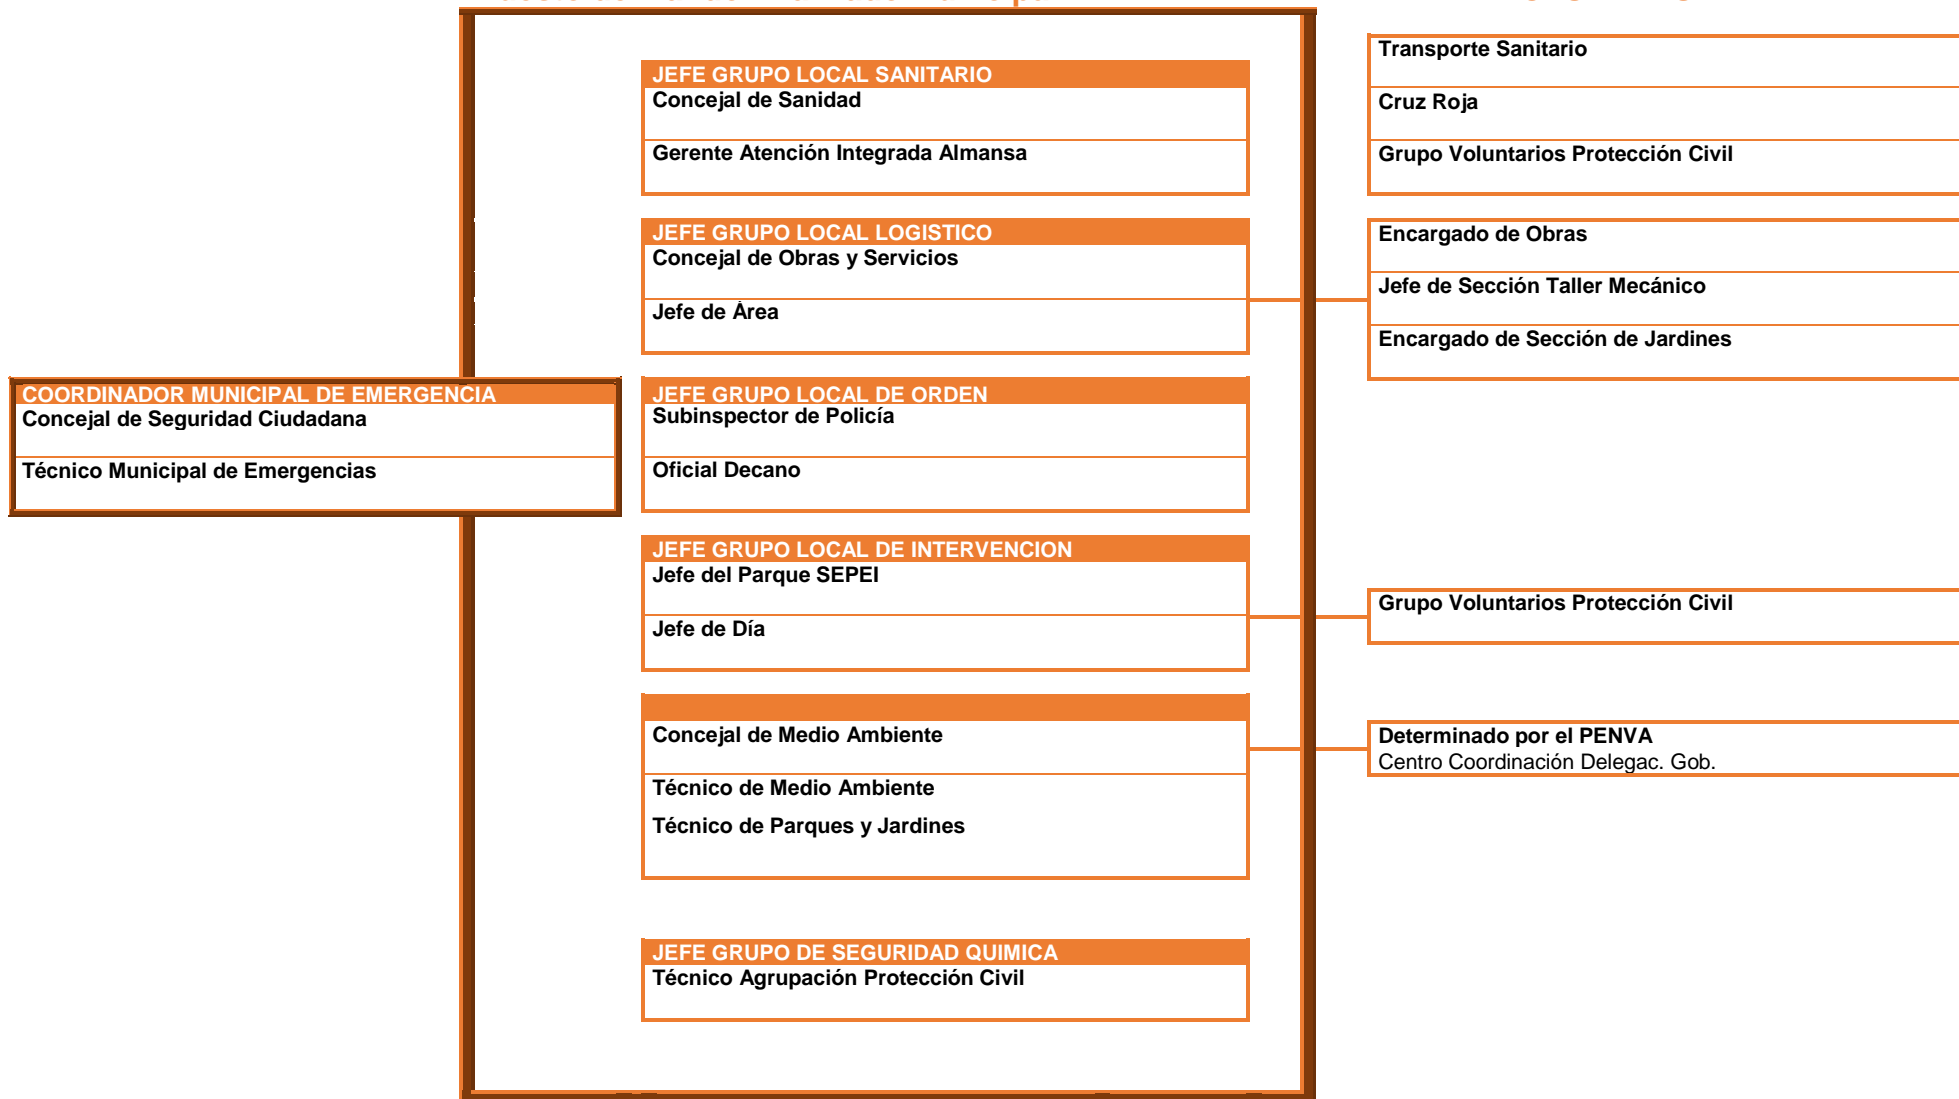 JEFE GRUPO LOCAL SANITARIO
Concejal de Sanidad
Gerente Atención Integrada Almansa
Transporte Sanitario
Cruz Roja
Grupo Voluntarios Protección Civil
JEFE GRUPO LOCAL LOGISTICO
Concejal de Obras y Servicios
Jefe de Área
Encargado de Obras
Jefe de Sección Taller Mecánico
Encargado de Sección de Jardines
COORDINADOR MUNICIPAL DE EMERGENCIA
Concejal de Seguridad Ciudadana
Técnico Municipal de Emergencias
JEFE GRUPO LOCAL DE ORDEN
Subinspector de Policía
Oficial Decano
JEFE GRUPO LOCAL DE INTERVENCION
Jefe del Parque SEPEI
Jefe de Día
Grupo Voluntarios Protección Civil
Concejal de Medio Ambiente
Técnico de Medio Ambiente
Técnico de Parques y Jardines
Determinado por el PENVA
Centro Coordinación Delegac. Gob.
JEFE GRUPO DE SEGURIDAD QUIMICA
Técnico Agrupación Protección Civil